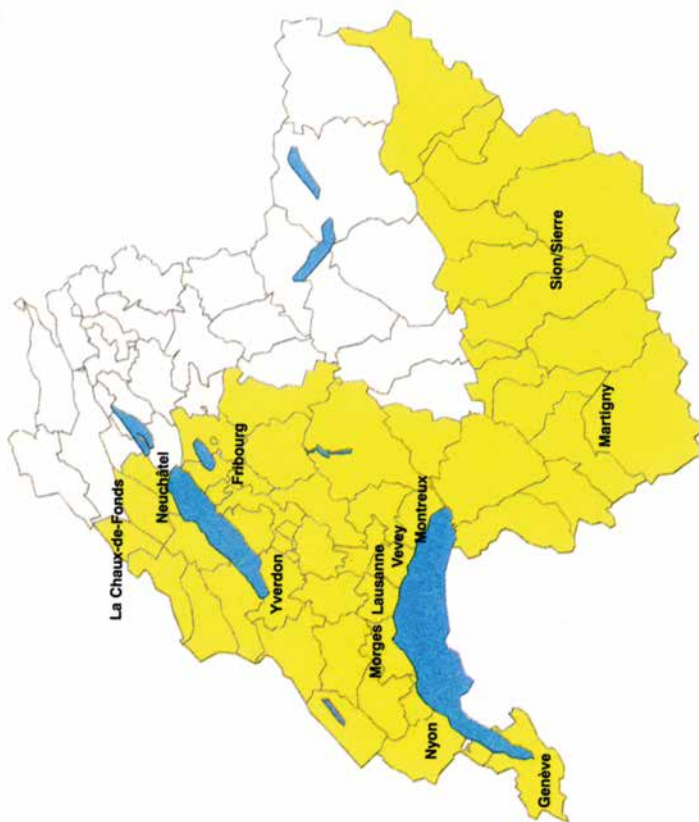 La Chaux-de-Fonds
Neuchâtel
Fribourg
Yverdon
Lausanne
Vevey
Montreux
Morges
Nyon
Genève
Sion/Sierre
Martigny